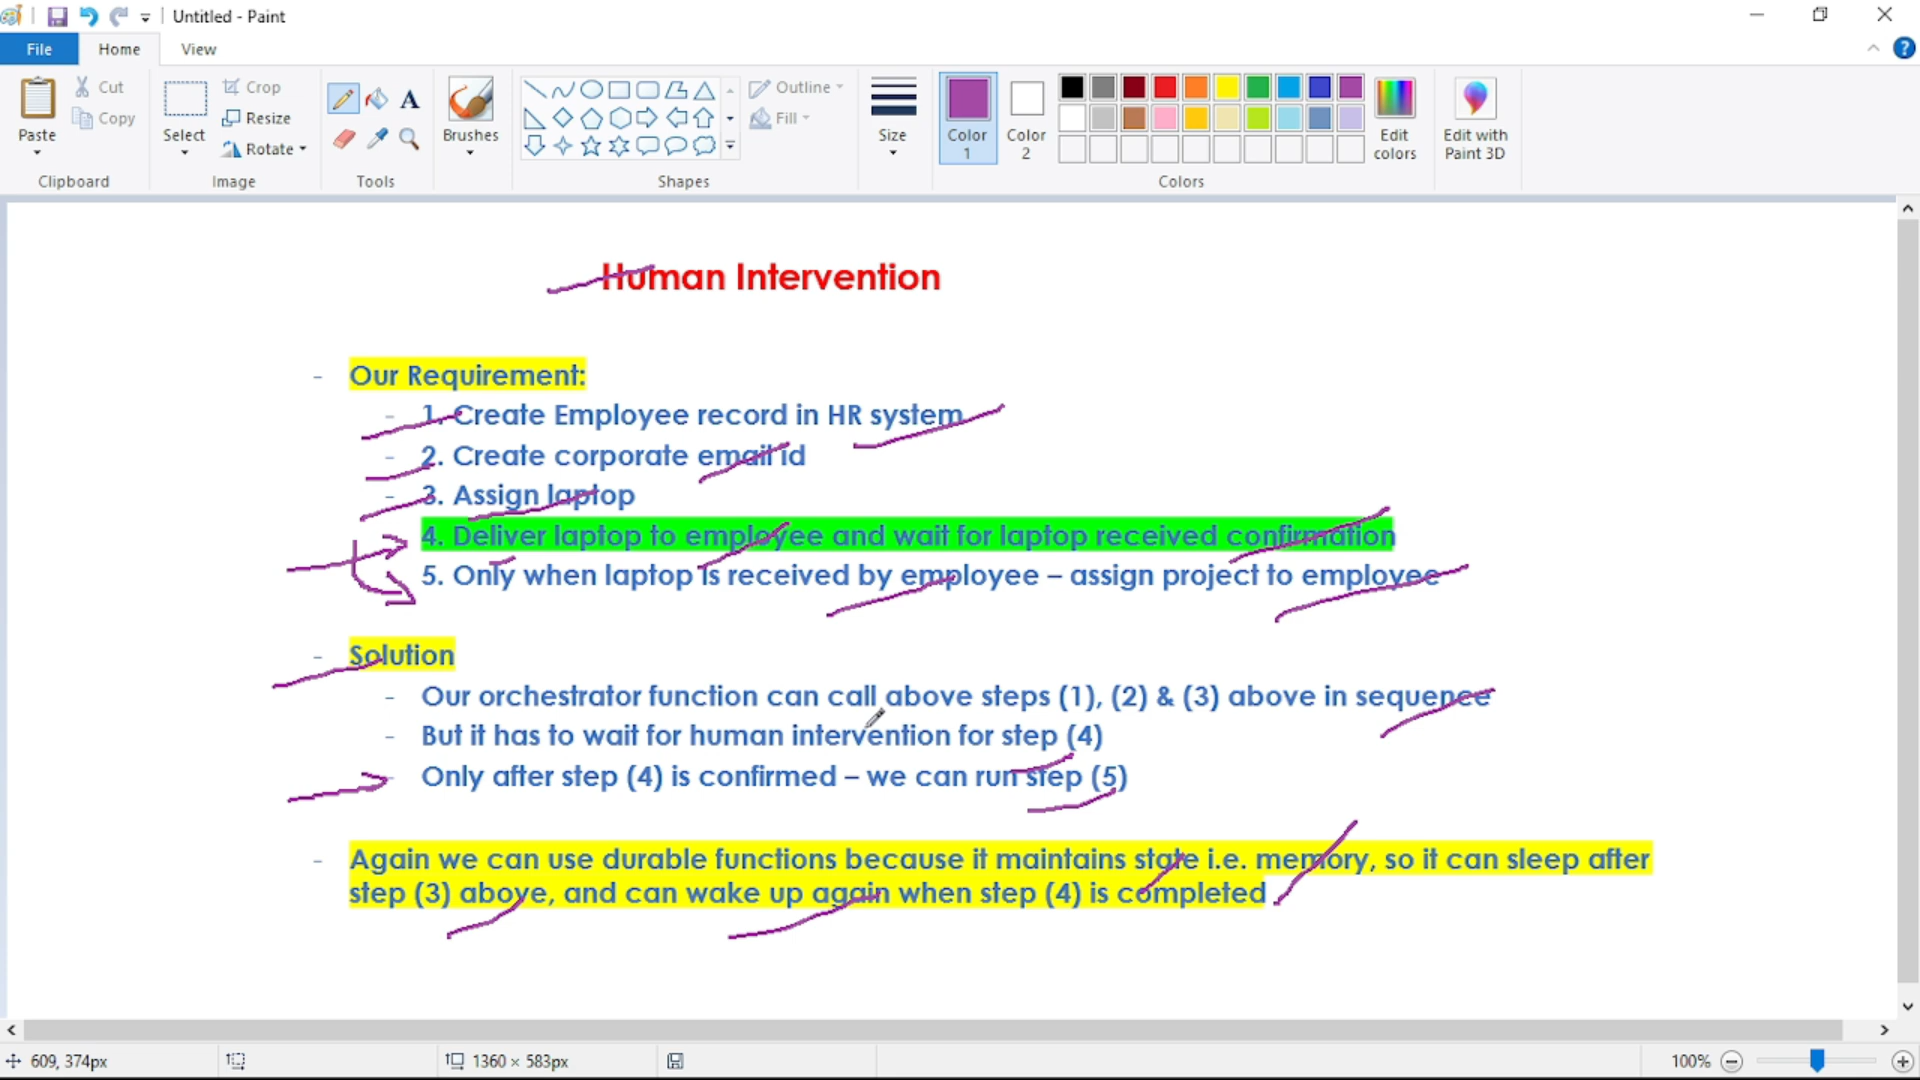 Untitled - Paint
File Home View
Paste
Cut
Copy
Clipboard
Select
Crop
Resize
Rotate
Image
Tools
Brushes
Outline
Fill
Shapes
Size
Color 1
Color 2
Edit colors
Edit with Paint 3D
Colors
Human Intervention
- Our Requirement:
- 1. Create Employee record in HR system
- 2. Create corporate email id
- 3. Assign laptop
4. Deliver laptop to employee and wait for laptop received confirmation
5. Only when laptop is received by employee – assign project to employee
- Solution
- Our orchestrator function can call above steps (1), (2) & (3) above in sequence
- But it has to wait for human intervention for step (4)
- Only after step (4) is confirmed – we can run step (5)
- Again we can use durable functions because it maintains state i.e. memory, so it can sleep after
step (3) above, and can wake up again when step (4) is completed
609, 374px
1360 × 583px
100%